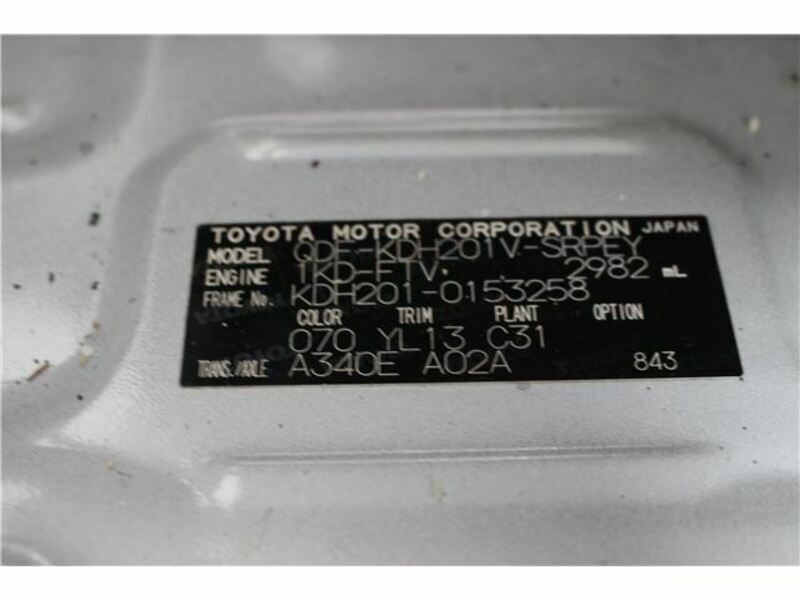 TOYOTA MOTOR CORPORATION JAPAN
MODEL QDF-KDH201V-SRPEY
ENGINE 1KD-FTV 2982 mL
FRAME No. KDH201-0153258
COLOR TRIM PLANT OPTION
070 YL13 C31
TRANS./AXLE A340E A02A 843